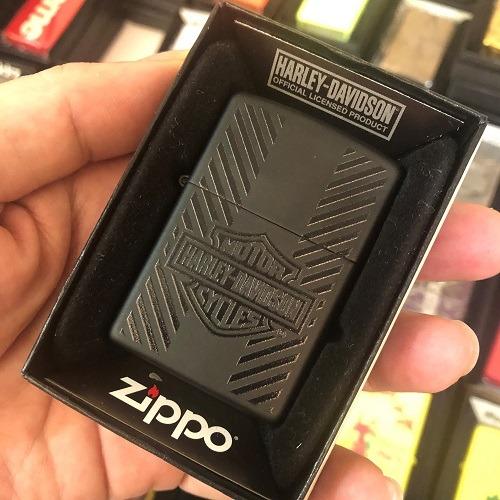 HARLEY-DAVIDSON
OFFICIAL LICENSED PRODUCT
MOTOR
HARLEY-DAVIDSON
CYCLES
zippo